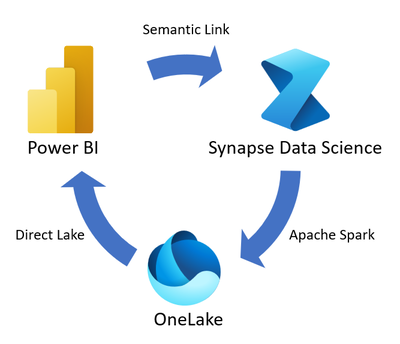 Semantic Link
Power BI
Synapse Data Science
Direct Lake
Apache Spark
OneLake